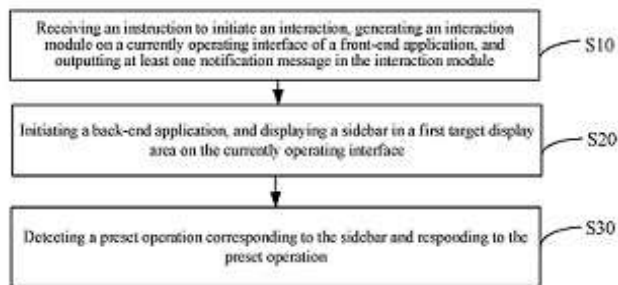 Receiving an instruction to initiate an interaction, generating an interaction
module on a currently operating interface of a front-end application, and
outputting at least one notification message in the interaction module
S10
Initiating a back-end application, and displaying a sidebar in a first target display
area on the currently operating interface
S20
Detecting a preset operation corresponding to the sidebar and responding to the
preset operation
S30